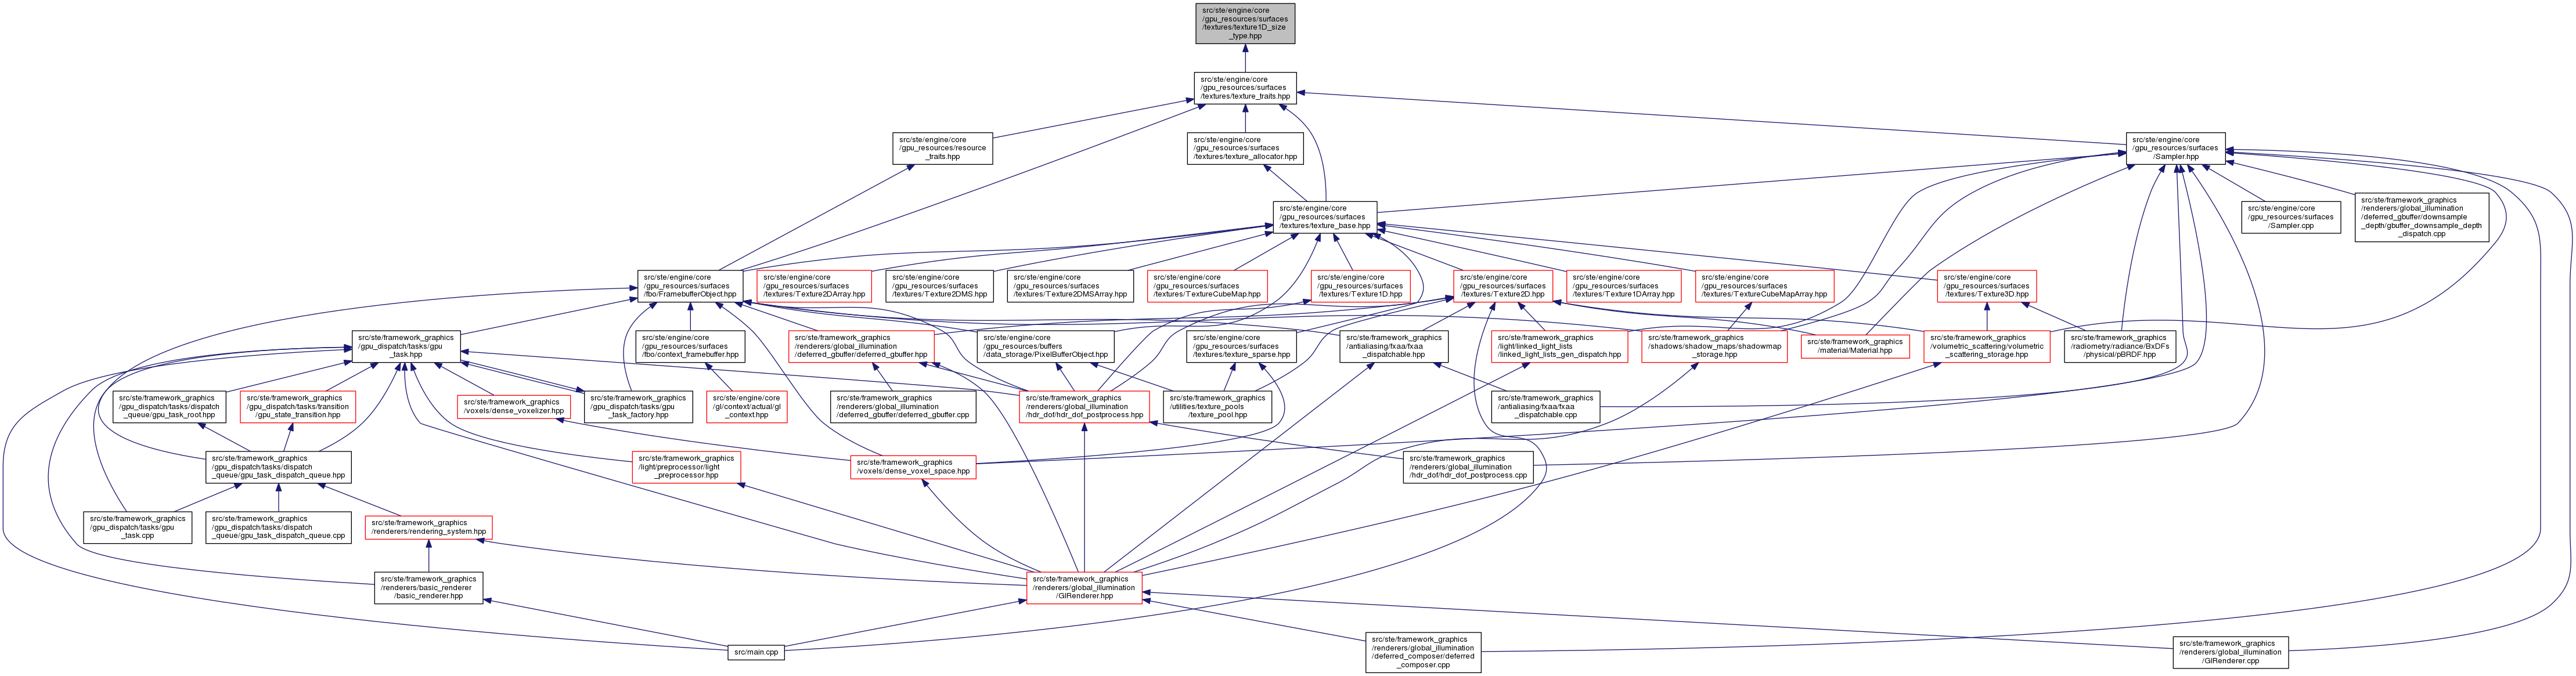 src/ste/engine/core
/gpu_resources/surfaces
/textures/texture1D_size
_type.hpp
src/ste/engine/core
/gpu_resources/surfaces
/textures/texture_traits.hpp
src/ste/engine/core
/gpu_resources/resource
_traits.hpp
src/ste/engine/core
/gpu_resources/surfaces
/textures/texture_allocator.hpp
src/ste/engine/core
/gpu_resources/surfaces
/Sampler.hpp
src/ste/engine/core
/gpu_resources/surfaces
/textures/texture_base.hpp
src/ste/engine/core
/gpu_resources/surfaces
/Sampler.cpp
src/ste/framework_graphics
/renderers/global_illumination
/deferred_gbuffer/downsample
_depth/gbuffer_downsample_depth
_dispatch.cpp
src/ste/engine/core
/gpu_resources/surfaces
/fbo/FramebufferObject.hpp
src/ste/engine/core
/gpu_resources/surfaces
/textures/Texture2DArray.hpp
src/ste/engine/core
/gpu_resources/surfaces
/textures/Texture2DMS.hpp
src/ste/engine/core
/gpu_resources/surfaces
/textures/Texture2DMSArray.hpp
src/ste/engine/core
/gpu_resources/surfaces
/textures/TextureCubeMap.hpp
src/ste/engine/core
/gpu_resources/surfaces
/textures/Texture1D.hpp
src/ste/engine/core
/gpu_resources/surfaces
/textures/Texture2D.hpp
src/ste/engine/core
/gpu_resources/surfaces
/textures/Texture1DArray.hpp
src/ste/engine/core
/gpu_resources/surfaces
/textures/TextureCubeMapArray.hpp
src/ste/engine/core
/gpu_resources/surfaces
/textures/Texture3D.hpp
src/ste/framework_graphics
/gpu_dispatch/tasks/gpu
_task.hpp
src/ste/engine/core
/gpu_resources/surfaces
/fbo/context_framebuffer.hpp
src/ste/framework_graphics
/renderers/global_illumination
/deferred_gbuffer/deferred_gbuffer.hpp
src/ste/engine/core
/gpu_resources/buffers
/data_storage/PixelBufferObject.hpp
src/ste/engine/core
/gpu_resources/surfaces
/textures/texture_sparse.hpp
src/ste/framework_graphics
/antialiasing/fxaa/fxaa
_dispatchable.hpp
src/ste/framework_graphics
/light/linked_light_lists
/linked_light_lists_gen_dispatch.hpp
src/ste/framework_graphics
/shadows/shadow_maps/shadowmap
_storage.hpp
src/ste/framework_graphics
/material/Material.hpp
src/ste/framework_graphics
/volumetric_scattering/volumetric
_scattering_storage.hpp
src/ste/framework_graphics
/radiometry/radiance/BxDFs
/physical/pBRDF.hpp
src/ste/framework_graphics
/gpu_dispatch/tasks/dispatch
_queue/gpu_task_root.hpp
src/ste/framework_graphics
/gpu_dispatch/tasks/transition
/gpu_state_transition.hpp
src/ste/framework_graphics
/voxels/dense_voxelizer.hpp
src/ste/framework_graphics
/gpu_dispatch/tasks/gpu
_task_factory.hpp
src/ste/engine/core
/gl/context/actual/gl
_context.hpp
src/ste/framework_graphics
/renderers/global_illumination
/deferred_gbuffer/deferred_gbuffer.cpp
src/ste/framework_graphics
/renderers/global_illumination
/hdr_dof/hdr_dof_postprocess.hpp
src/ste/framework_graphics
/utilities/texture_pools
/texture_pool.hpp
src/ste/framework_graphics
/antialiasing/fxaa/fxaa
_dispatchable.cpp
src/ste/framework_graphics
/gpu_dispatch/tasks/dispatch
_queue/gpu_task_dispatch_queue.hpp
src/ste/framework_graphics
/light/preprocessor/light
_preprocessor.hpp
src/ste/framework_graphics
/voxels/dense_voxel_space.hpp
src/ste/framework_graphics
/renderers/global_illumination
/hdr_dof/hdr_dof_postprocess.cpp
src/ste/framework_graphics
/gpu_dispatch/tasks/gpu
_task.cpp
src/ste/framework_graphics
/gpu_dispatch/tasks/dispatch
_queue/gpu_task_dispatch_queue.cpp
src/ste/framework_graphics
/renderers/rendering_system.hpp
src/ste/framework_graphics
/renderers/basic_renderer
/basic_renderer.hpp
src/ste/framework_graphics
/renderers/global_illumination
/GIRenderer.hpp
src/main.cpp
src/ste/framework_graphics
/renderers/global_illumination
/deferred_composer/deferred
_composer.cpp
src/ste/framework_graphics
/renderers/global_illumination
/GIRenderer.cpp